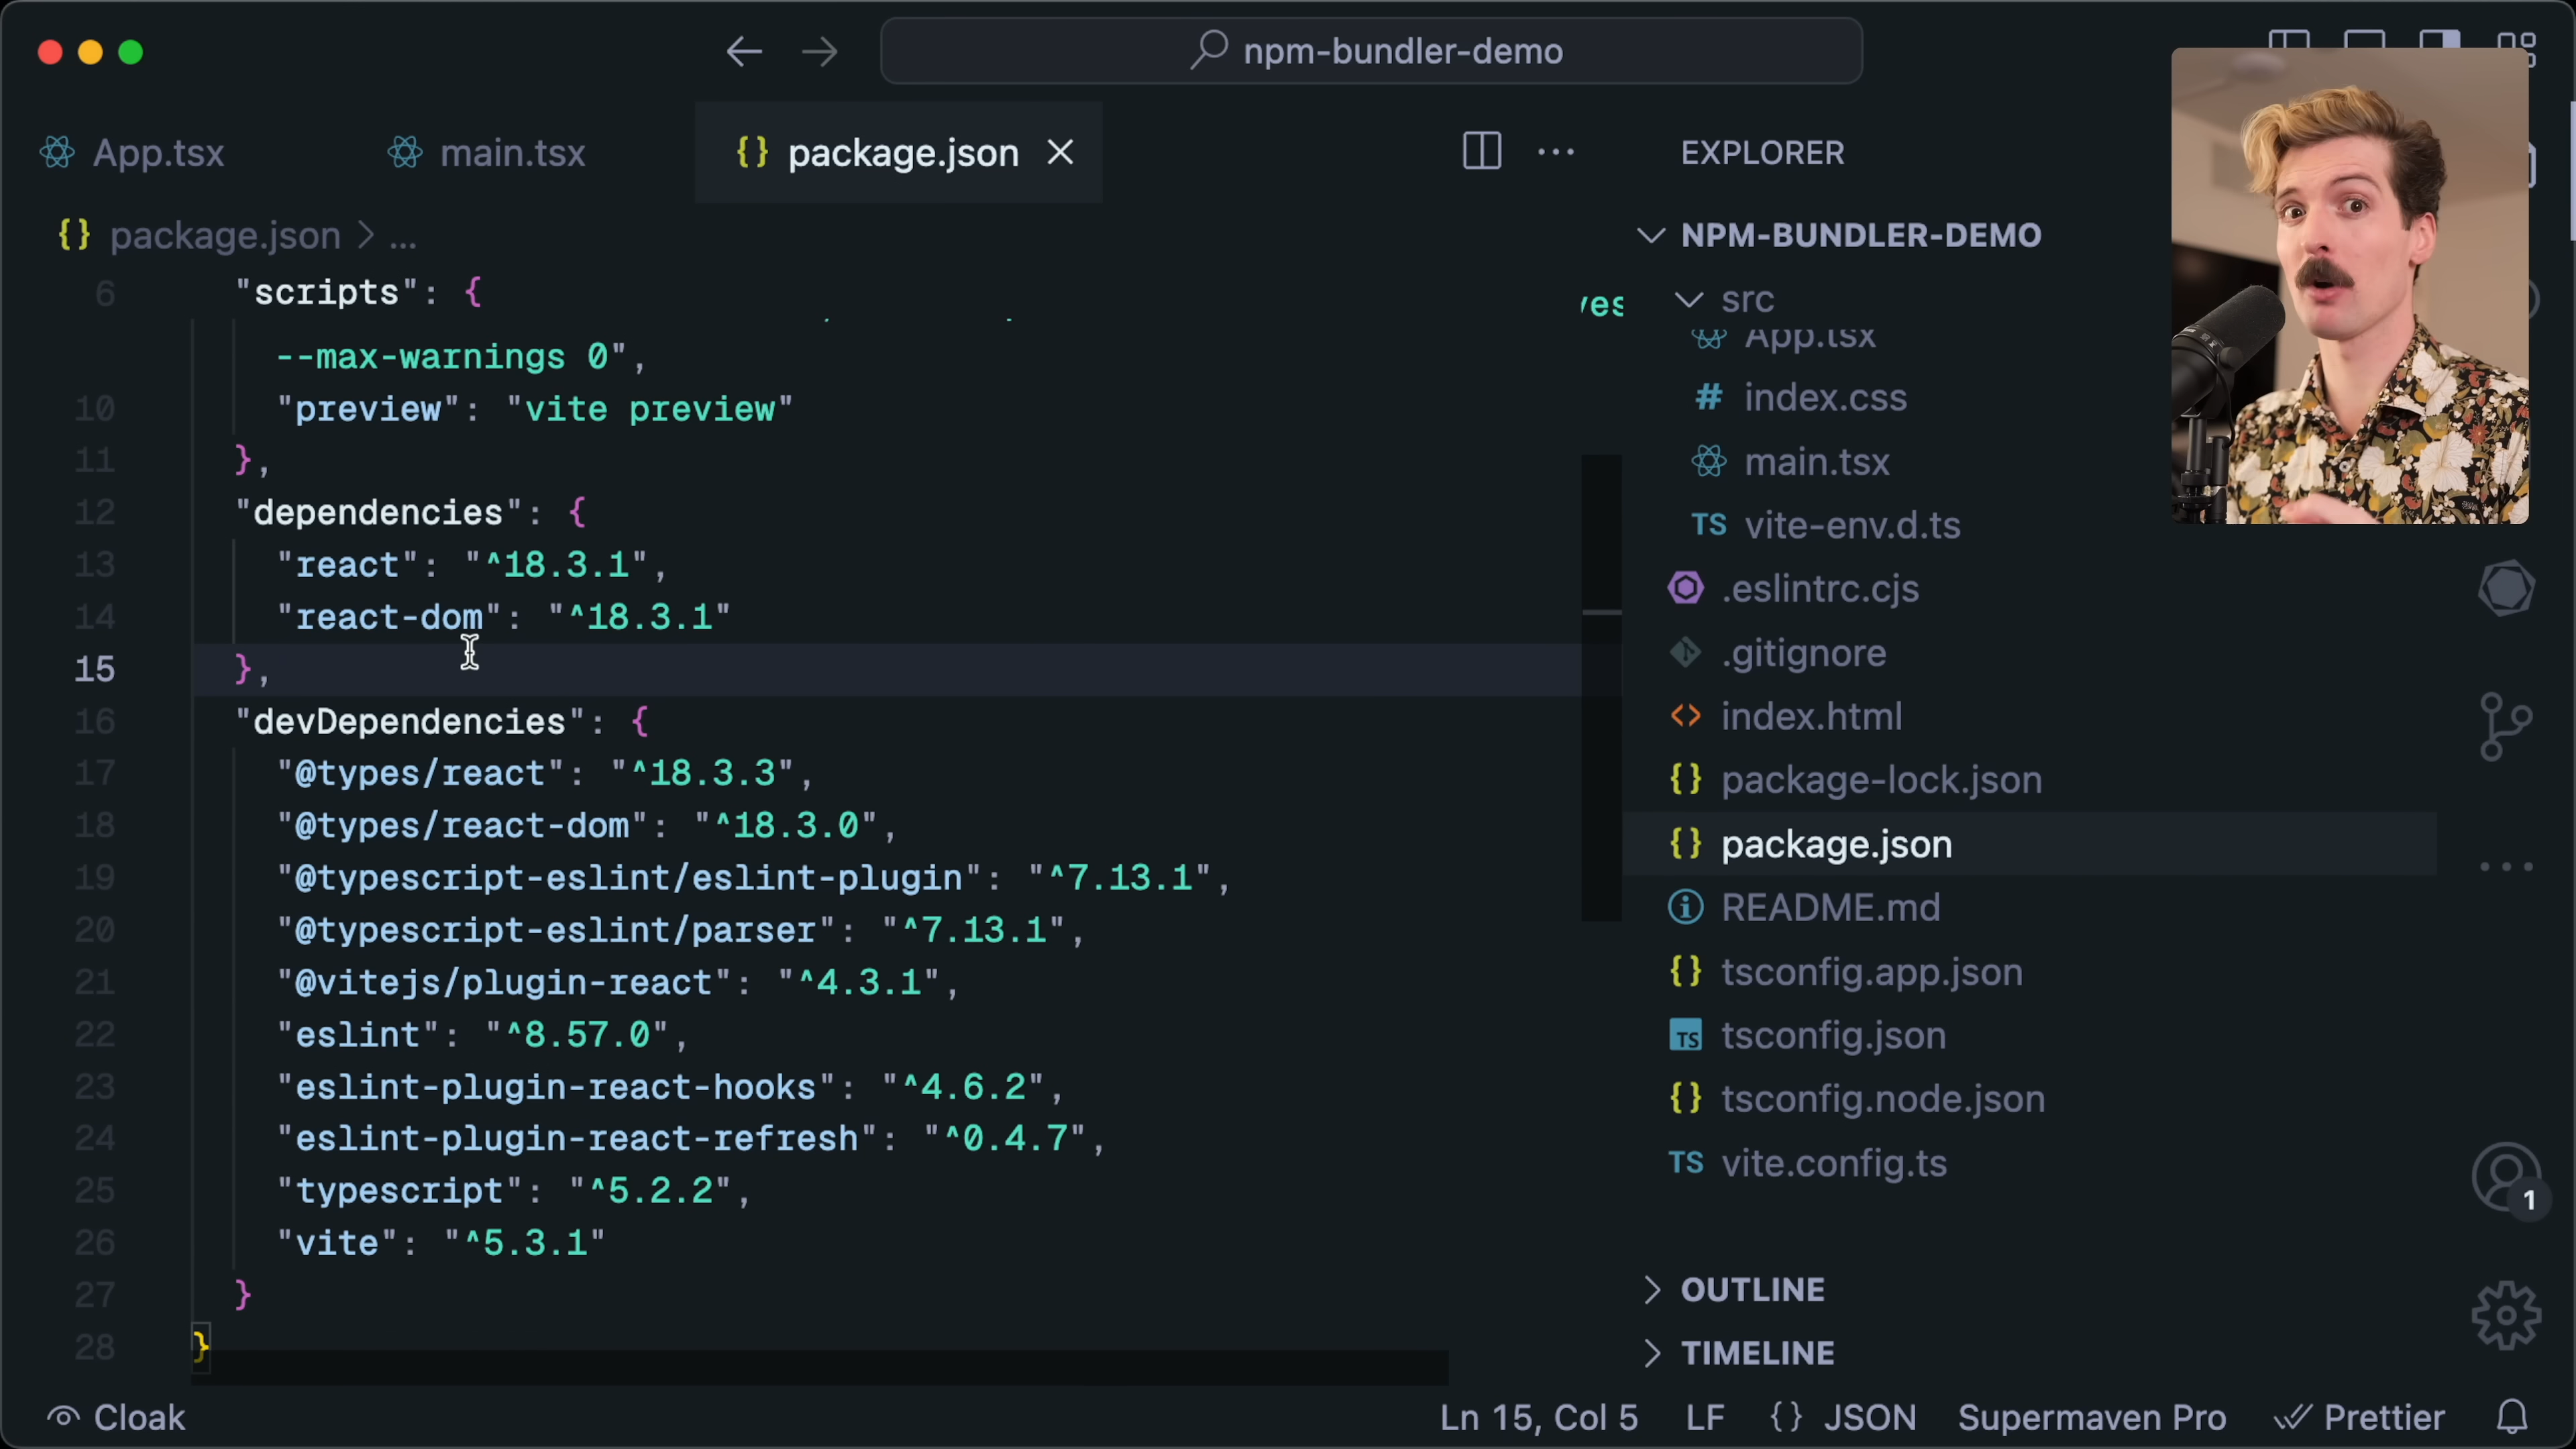 npm-bundler-demo
App.tsx
main.tsx
{} package.json
EXPLORER
{} package.json > ...
NPM-BUNDLER-DEMO
6 "scripts": {
--max-warnings 0",
10 "preview": "vite preview"
11 },
12 "dependencies": {
13 "react": "^18.3.1",
14 "react-dom": "^18.3.1"
15 },
16 "devDependencies": {
17 "@types/react": "^18.3.3",
18 "@types/react-dom": "^18.3.0",
19 "@typescript-eslint/eslint-plugin": "^7.13.1",
20 "@typescript-eslint/parser": "^7.13.1",
21 "@vitejs/plugin-react": "^4.3.1",
22 "eslint": "^8.57.0",
23 "eslint-plugin-react-hooks": "^4.6.2",
24 "eslint-plugin-react-refresh": "^0.4.7",
25 "typescript": "^5.2.2",
26 "vite": "^5.3.1"
27 }
28 }
src
App.tsx
# index.css
main.tsx
TS vite-env.d.ts
.eslintrc.cjs
.gitignore
<> index.html
{} package-lock.json
{} package.json
README.md
{} tsconfig.app.json
TS tsconfig.json
{} tsconfig.node.json
TS vite.config.ts
1
OUTLINE
TIMELINE
Cloak
Ln 15, Col 5
LF
{} JSON
Supermaven Pro
Prettier